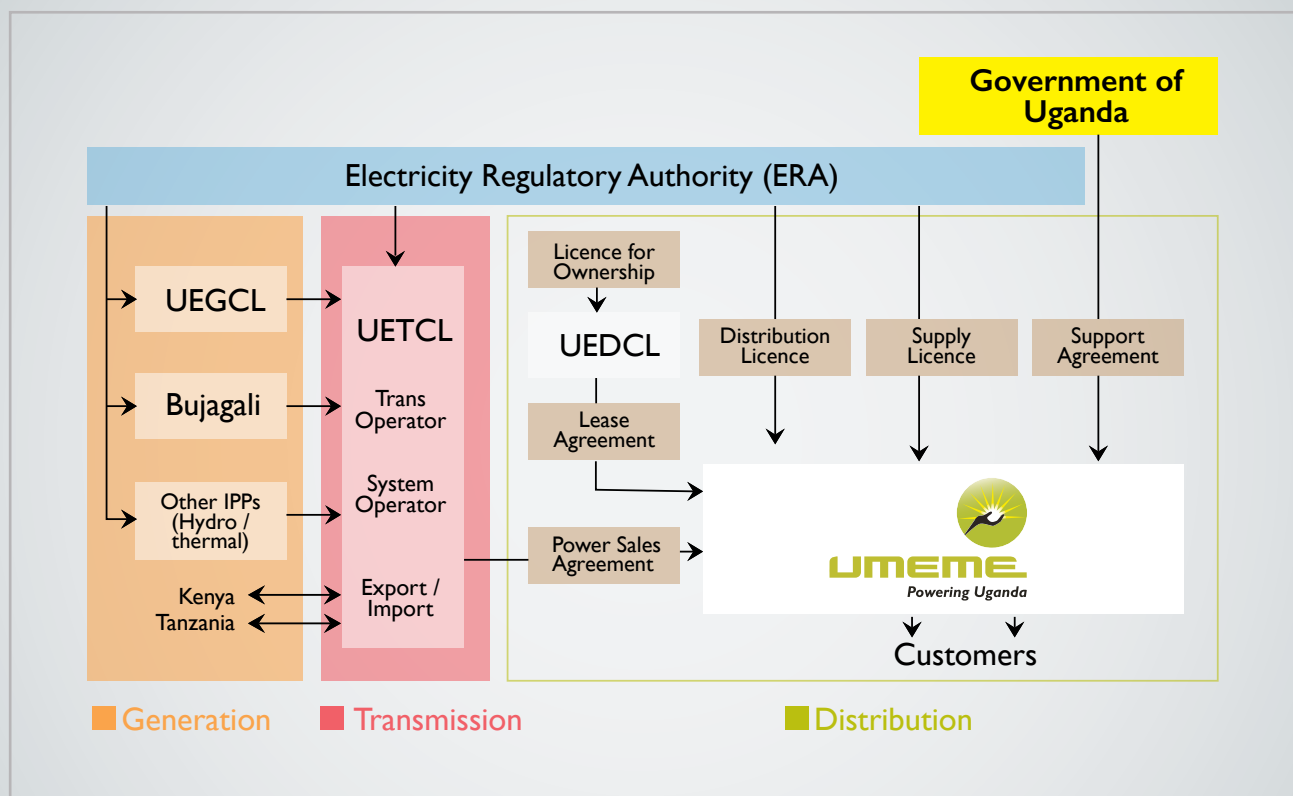 Government of
Uganda
Electricity Regulatory Authority (ERA)
UEGCL
Bujagali
Other IPPs
(Hydro /
thermal)
Kenya
Tanzania
UETCL
Trans
Operator
System
Operator
Export /
Import
Licence for
Ownership
UEDCL
Lease
Agreement
Power Sales
Agreement
Distribution
Licence
Supply
Licence
Support
Agreement
UMEME
Powering Uganda
Customers
Generation
Transmission
Distribution